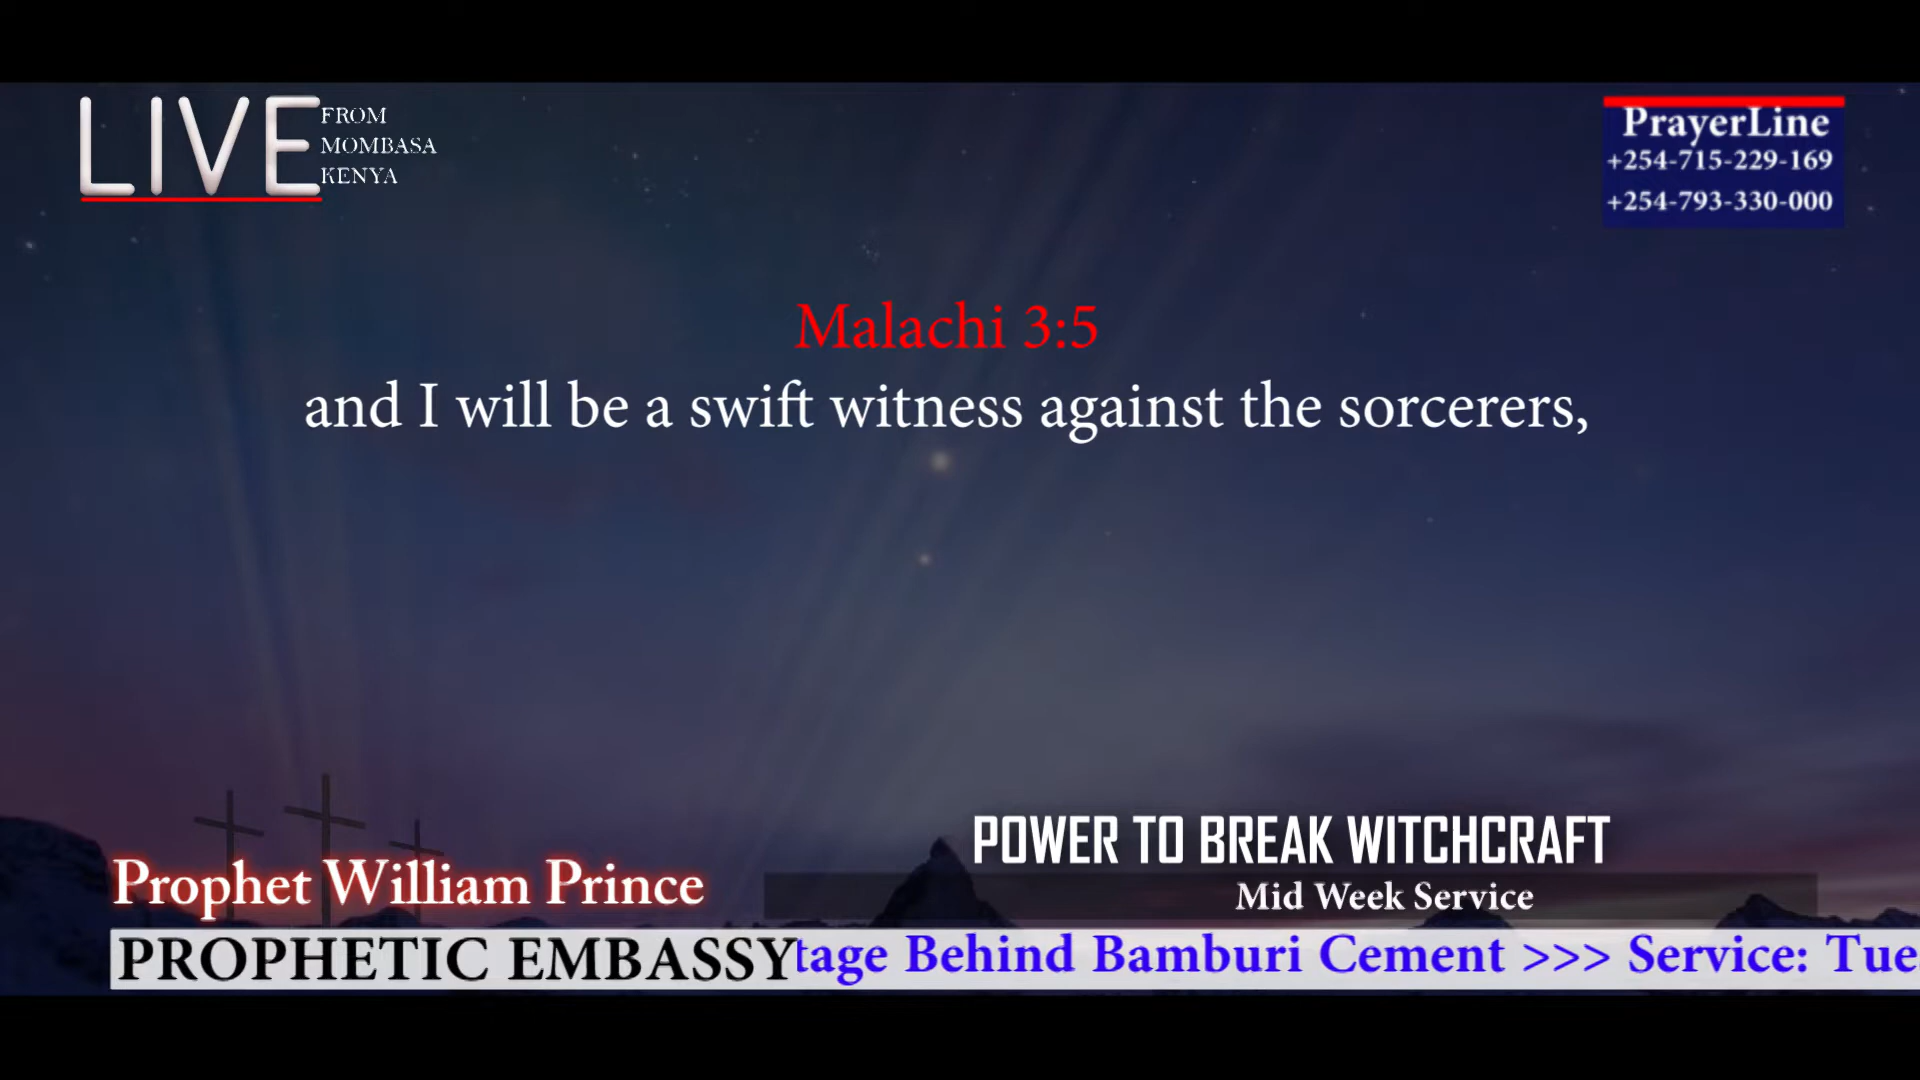 LIVE
FROM
MOMBASA
KENYA
PrayerLine
+254-715-229-169
+254-793-330-000
Malachi 3:5
and I will be a swift witness against the sorcerers,
POWER TO BREAK WITCHCRAFT
Mid Week Service
Prophet William Prince
PROPHETIC EMBASSY
tage Behind Bamburi Cement >>> Service: Tue